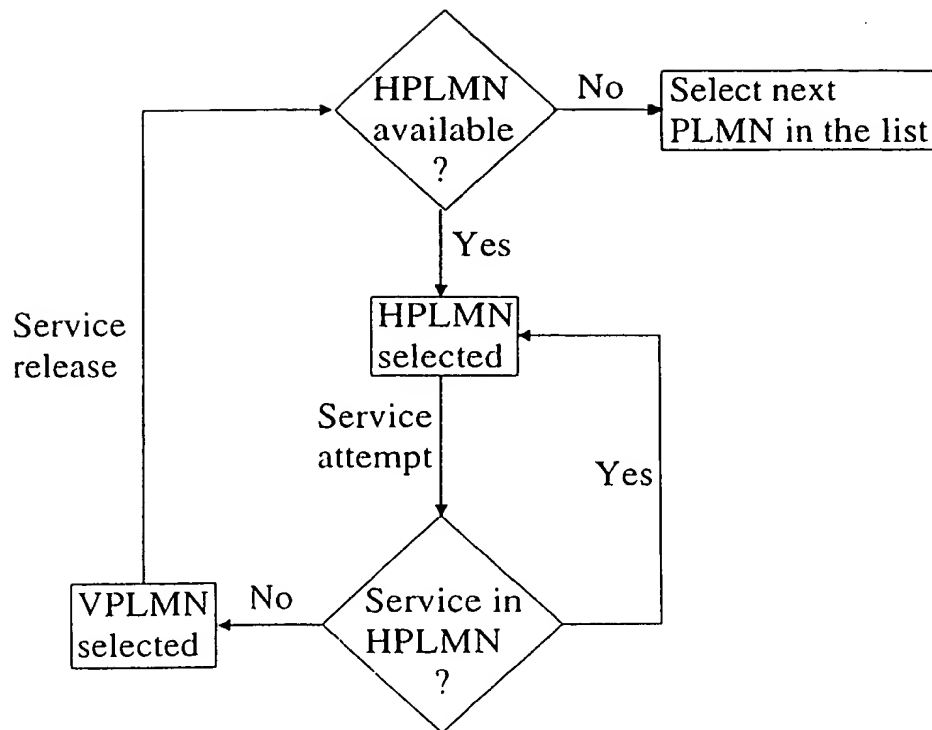 HPLMN
available
?
No
Select next
PLMN in the list
Yes
HPLMN
selected
Service
release
Service
attempt
Yes
VPLMN
selected
No
Service in
HPLMN
?